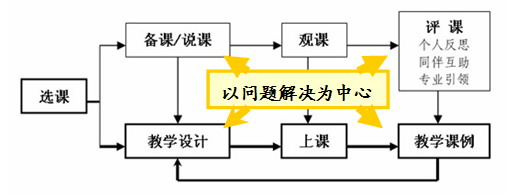 备课/说课
观课
评 课
个人反思
同伴互助
专业引领
选课
以问题解决为中心
教学设计
上课
教学课例